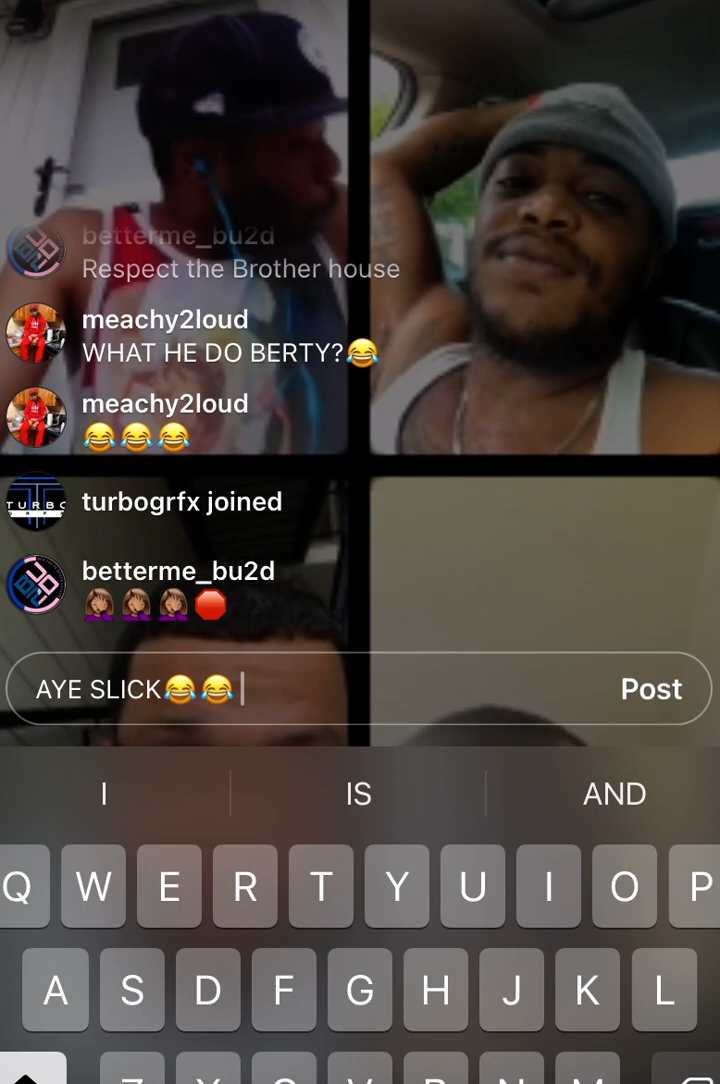 betterme_bu2d
Respect the Brother house
meachy2loud
WHAT HE DO BERTY?😂
meachy2loud
😂😂😂
TURBO
turbogrfx joined
betterme_bu2d
🤦🏽‍♀️🤦🏽‍♀️🤦🏽‍♀️🛑
AYE SLICK😂😂 Post
I IS AND
Q W E R T Y U I O P
A S D F G H J K L
Z X C V B N M